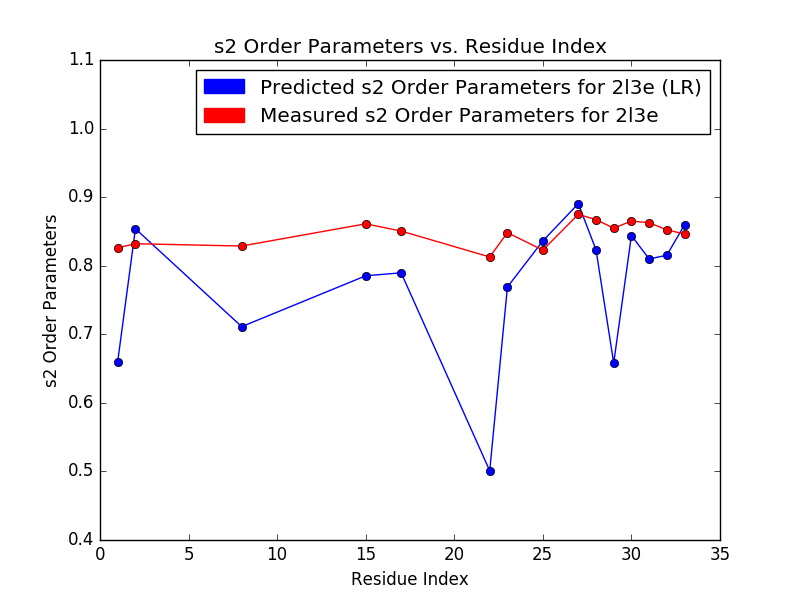 s2 Order Parameters vs. Residue Index
Predicted s2 Order Parameters for 2l3e (LR)
Measured s2 Order Parameters for 2l3e
1.1
1.0
0.9
0.8
0.7
0.6
0.5
0.4
s2 Order Parameters
0 5 10 15 20 25 30 35
Residue Index